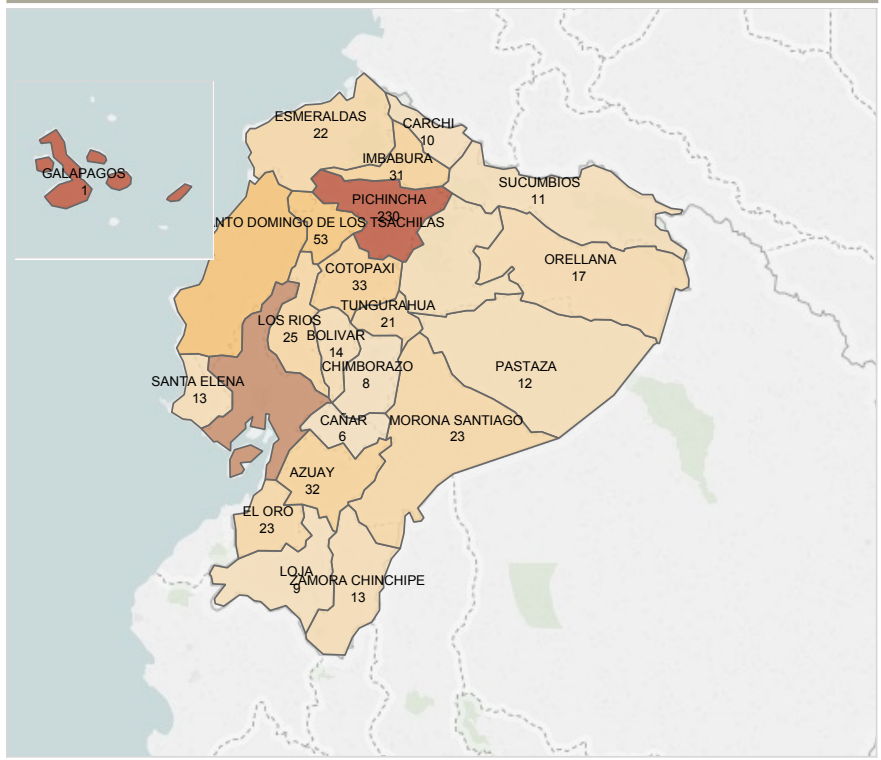 ESMERALDAS
22
CARCHI
10
IMBABURA
31
GALAPAGOS
1
SUCUMBIOS
11
PICHINCHA
230
NTO DOMINGO DE LOS TSACHILAS
53
ORELLANA
17
COTOPAXI
33
TUNGURAHUA
21
LOS RIOS
25
BOLIVAR
14
CHIMBORAZO
8
PASTAZA
12
SANTA ELENA
13
CAÑAR
6
MORONA SANTIAGO
23
AZUAY
32
EL ORO
23
LOJA
9
ZAMORA CHINCHIPE
13